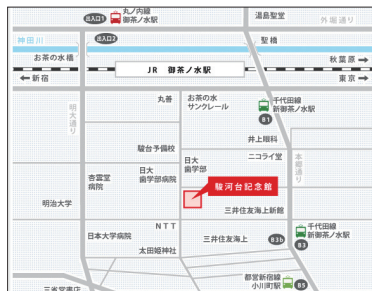 出入口1
丸ノ内線
御茶ノ水駅
湯島聖堂
外堀通り
神田川
出入口2
聖橋
お茶の水橋
秋葉原
新宿
JR 御茶ノ水駅
東京
明大通り
丸善
お茶の水
サンクレール
千代田線
新御茶ノ水駅
B1
井上眼科
駿台予備校
ニコライ堂
本郷通り
杏雲堂
病院
日大
歯学部病院
日大
歯学部
駿河台記念館
明治大学
三井住友海上新館
NTT
日本大学病院
太田姫神社
三井住友海上
B3b
千代田線
新御茶ノ水駅
B3
都営新宿線
小川町駅
B5
三省堂書店